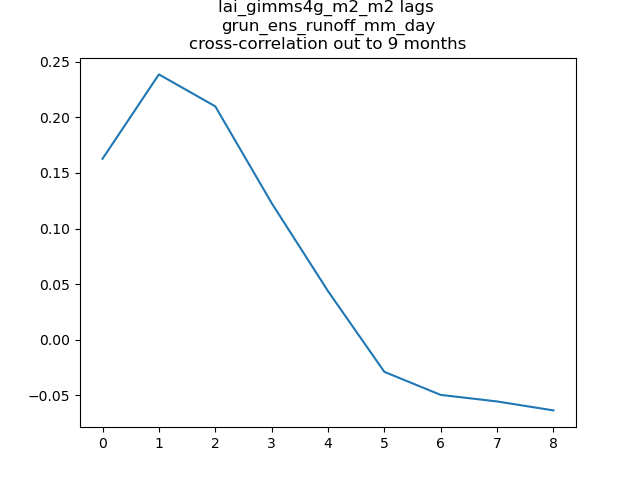 lai_gimms4g_m2_m2 lags
grun_ens_runoff_mm_day
cross-correlation out to 9 months
0.25
0.20
0.15
0.10
0.05
0.00
−0.05
0 1 2 3 4 5 6 7 8